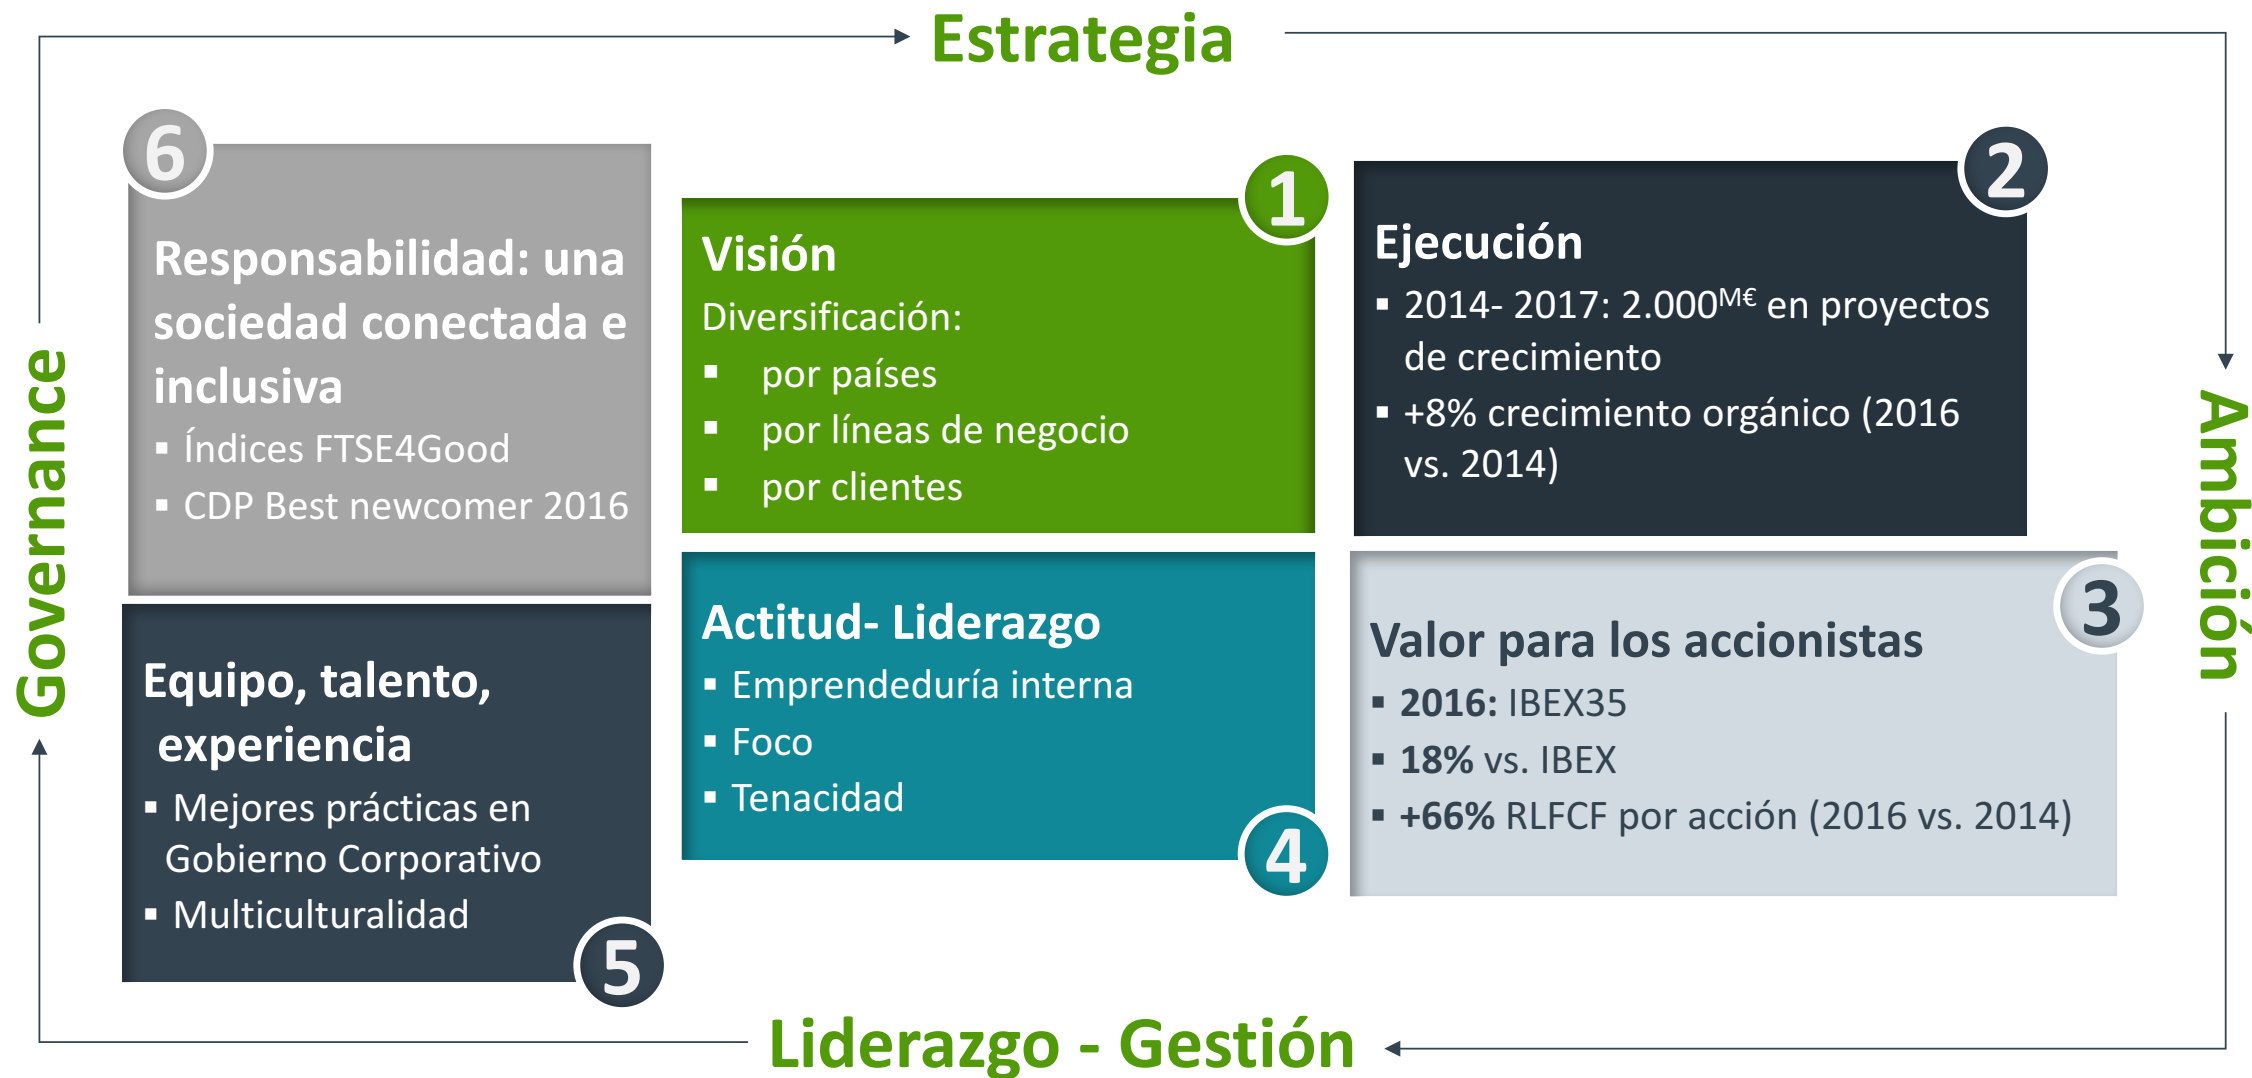 Estrategia
6
Responsabilidad: una
sociedad conectada e
inclusiva
▪ Índices FTSE4Good
▪ CDP Best newcomer 2016
1
Visión
Diversificación:
▪ por países
▪ por líneas de negocio
▪ por clientes
2
Ejecución
▪ 2014- 2017: 2.000M€ en proyectos
de crecimiento
▪ +8% crecimiento orgánico (2016
vs. 2014)
3
Valor para los accionistas
▪ 2016: IBEX35
▪ 18% vs. IBEX
▪ +66% RLFCF por acción (2016 vs. 2014)
Actitud- Liderazgo
▪ Emprendeduría interna
▪ Foco
▪ Tenacidad
4
Equipo, talento,
experiencia
▪ Mejores prácticas en
Gobierno Corporativo
▪ Multiculturalidad
5
Governance
Ambición
Liderazgo - Gestión